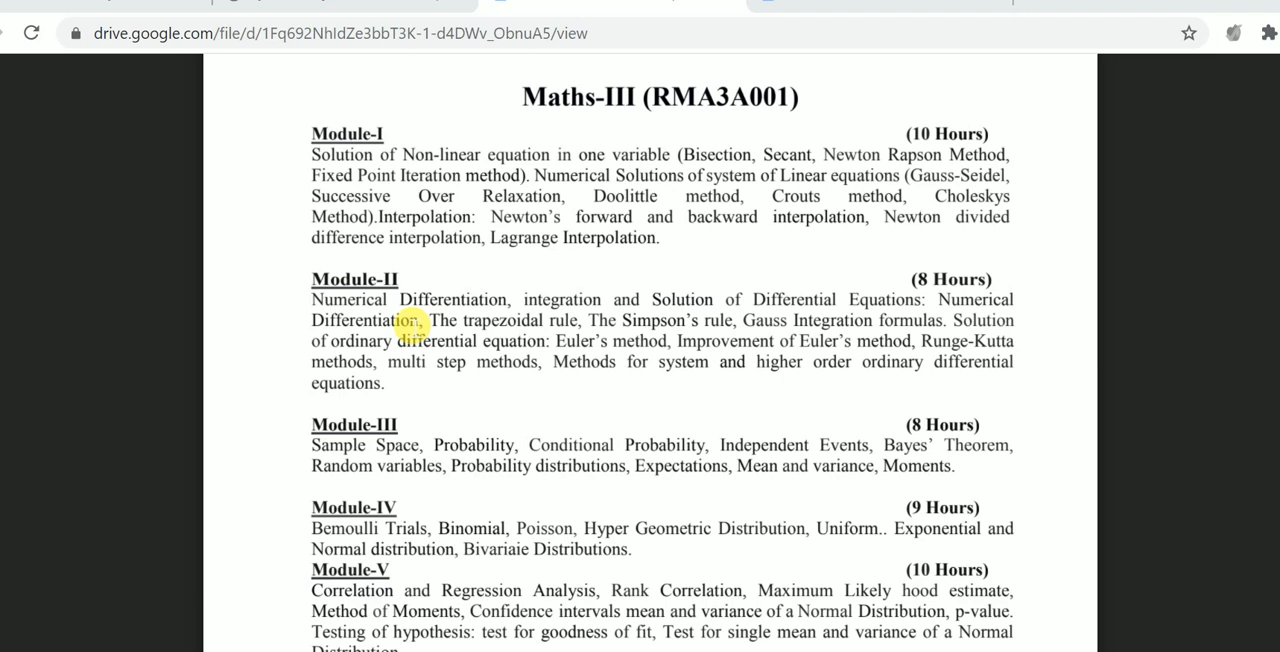 drive.google.com/file/d/1Fq692NhIdZe3bbT3K-1-d4DWv_ObnuA5/view
Maths-III (RMA3A001)
Module-I (10 Hours)
Solution of Non-linear equation in one variable (Bisection, Secant, Newton Rapson Method,
Fixed Point Iteration method). Numerical Solutions of system of Linear equations (Gauss-Seidel,
Successive Over Relaxation, Doolittle method, Crouts method, Choleskys
Method).Interpolation: Newton's forward and backward interpolation, Newton divided
difference interpolation, Lagrange Interpolation.
Module-II (8 Hours)
Numerical Differentiation, integration and Solution of Differential Equations: Numerical
Differentiation, The trapezoidal rule, The Simpson's rule, Gauss Integration formulas. Solution
of ordinary differential equation: Euler's method, Improvement of Euler's method, Runge-Kutta
methods, multi step methods, Methods for system and higher order ordinary differential
equations.
Module-III (8 Hours)
Sample Space, Probability, Conditional Probability, Independent Events, Bayes' Theorem,
Random variables, Probability distributions, Expectations, Mean and variance, Moments.
Module-IV (9 Hours)
Bemoulli Trials, Binomial, Poisson, Hyper Geometric Distribution, Uniform.. Exponential and
Normal distribution, Bivariaie Distributions.
Module-V (10 Hours)
Correlation and Regression Analysis, Rank Correlation, Maximum Likely hood estimate,
Method of Moments, Confidence intervals mean and variance of a Normal Distribution, p-value.
Testing of hypothesis: test for goodness of fit, Test for single mean and variance of a Normal
Distribution